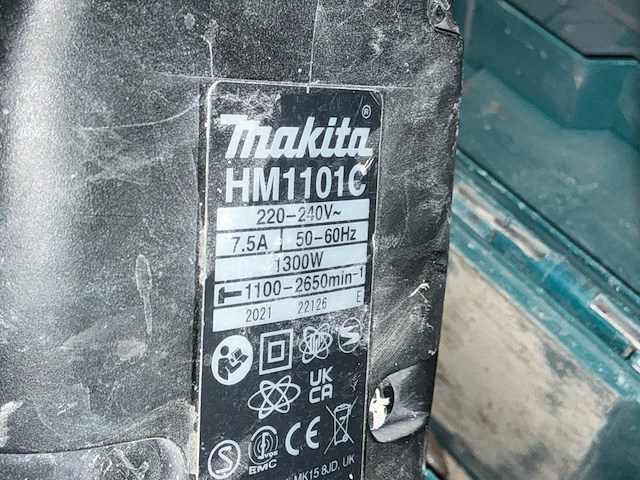 makita®
HM1101C
220-240V~
7.5A 50-60Hz
1300W
1100-2650min⁻¹
2021 22126 E
UK
CA
S
CE
EMC
MK15 8JD, UK